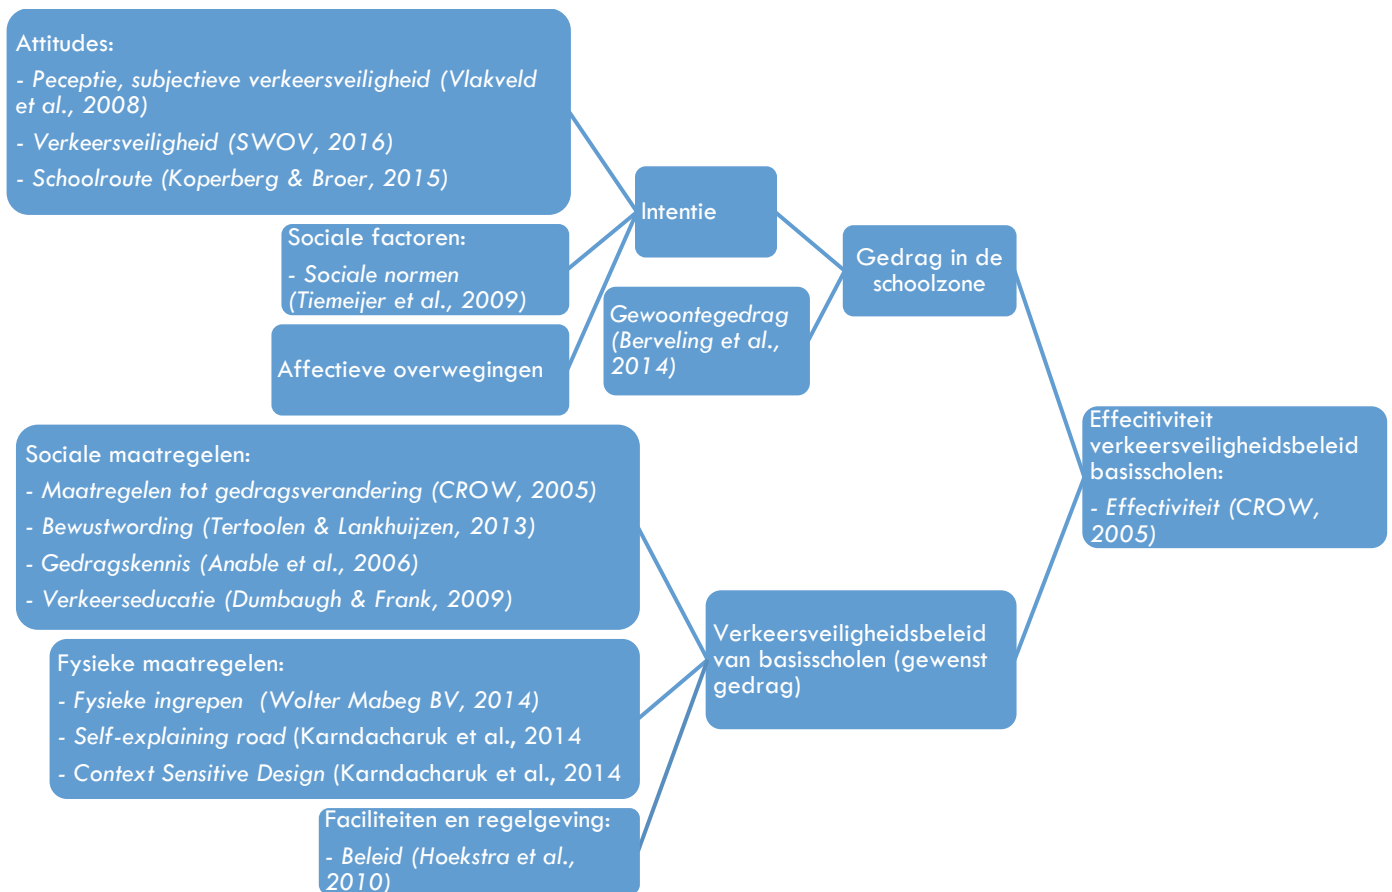 Attitudes:
- Peceptie, subjectieve verkeersveiligheid (Vlakveld
et al., 2008)
- Verkeersveiligheid (SWOV, 2016)
- Schoolroute (Koperberg & Broer, 2015)
Sociale factoren:
- Sociale normen
(Tiemeijer et al., 2009)
Affectieve overwegingen
Intentie
Gewoontegedrag
(Berveling et al.,
2014)
Gedrag in de
schoolzone
Sociale maatregelen:
- Maatregelen tot gedragsverandering (CROW, 2005)
- Bewustwording (Tertoolen & Lankhuijzen, 2013)
- Gedragskennis (Anable et al., 2006)
- Verkeerseducatie (Dumbaugh & Frank, 2009)
Fysieke maatregelen:
- Fysieke ingrepen  (Wolter Mabeg BV, 2014)
- Self-explaining road (Karndacharuk et al., 2014
- Context Sensitive Design (Karndacharuk et al., 2014
Faciliteiten en regelgeving:
- Beleid (Hoekstra et al.,
2010)
Verkeersveiligheidsbeleid
van basisscholen (gewenst
gedrag)
Effecitiviteit
verkeersveiligheidsbeleid
basisscholen:
- Effectiviteit (CROW,
2005)